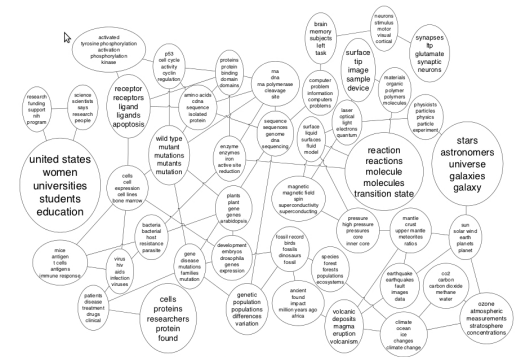 activated
tyrosine phosphorylation
activation
phosphorylation
kinase
p53
cell cycle
activity
cyclin
regulation
proteins
protein
binding
domain
domains
rna
dna
rna polymerase
cleavage
site
brain
memory
subjects
left
task
neurons
stimulus
motor
visual
cortical
synapses
ltp
glutamate
synaptic
neurons
surface
tip
image
sample
device
materials
organic
polymer
polymers
molecules
physicists
particles
physics
particle
experiment
research
funding
support
nih
program
science
scientists
says
research
people
receptor
receptors
ligand
ligands
apoptosis
amino acids
cdna
sequence
isolated
protein
computer
problem
information
computers
problems
laser
optical
light
electrons
quantum
surface
liquid
surfaces
fluid
model
sequence
sequences
genome
dna
sequencing
wild type
mutant
mutations
mutants
mutation
enzyme
enzymes
iron
active site
reduction
reaction
reactions
molecule
molecules
transition state
stars
astronomers
universe
galaxies
galaxy
united states
women
universities
students
education
cells
cell
expression
cell lines
bone marrow
plants
plant
gene
genes
arabidopsis
magnetic
magnetic field
spin
superconductivity
superconducting
bacteria
bacterial
host
resistance
parasite
pressure
high pressure
pressures
core
inner core
mantle
crust
upper mantle
meteorites
ratios
sun
solar wind
earth
planets
planet
mice
antigen
t cells
antigens
immune response
virus
hiv
aids
infection
viruses
gene
disease
mutations
families
mutation
development
embryos
drosophila
genes
expression
fossil record
birds
fossils
dinosaurs
fossil
species
forest
forests
populations
ecosystems
earthquake
earthquakes
fault
images
data
co2
carbon
carbon dioxide
methane
water
patients
disease
treatment
drugs
clinical
cells
proteins
researchers
protein
found
genetic
population
populations
differences
variation
ancient
found
impact
million years ago
africa
volcanic
deposits
magma
eruption
volcanism
climate
ocean
ice
changes
climate change
ozone
atmospheric
measurements
stratosphere
concentrations